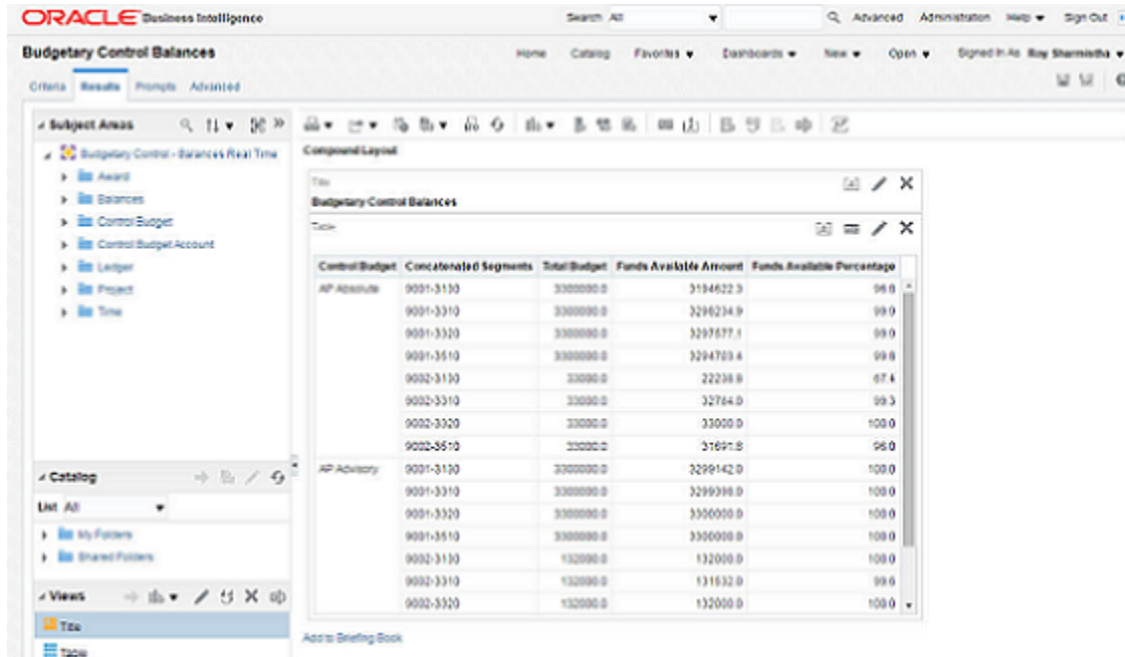 ORACLE Business Intelligence
Search All
Advanced Administration Help Sign Out
Budgetary Control Balances
Home Catalog Favorites Dashboards New Open Signed In As Roy Sharmistha
Criteria Results Prompts Advanced
Subject Areas
Budgetary Control - Balances Real Time
Award
Balances
Control Budget
Control Budget Account
Ledger
Project
Time
Catalog
List All
My Folders
Shared Folders
Views
Title
Table
Compound Layout
Title
Budgetary Control Balances
Table
Control Budget Concatenated Segments Total Budget Funds Available Amount Funds Available Percentage
AP Absolute 9001-3130 3300000.0 3194622.3 96.8
9001-3310 3300000.0 3298234.9 99.9
9001-3320 3300000.0 3297577.1 99.9
9001-3510 3300000.0 3294703.4 99.8
9002-3130 33000.0 22238.8 67.4
9002-3310 33000.0 32764.0 99.3
9002-3320 33000.0 33000.0 100.0
9002-3510 33000.0 31691.8 96.0
AP Advisory 9001-3130 3300000.0 3299142.0 100.0
9001-3310 3300000.0 3299398.0 100.0
9001-3320 3300000.0 3300000.0 100.0
9001-3510 3300000.0 3300000.0 100.0
9002-3130 132000.0 132000.0 100.0
9002-3310 132000.0 131532.0 99.6
9002-3320 132000.0 132000.0 100.0
Add to Briefing Book